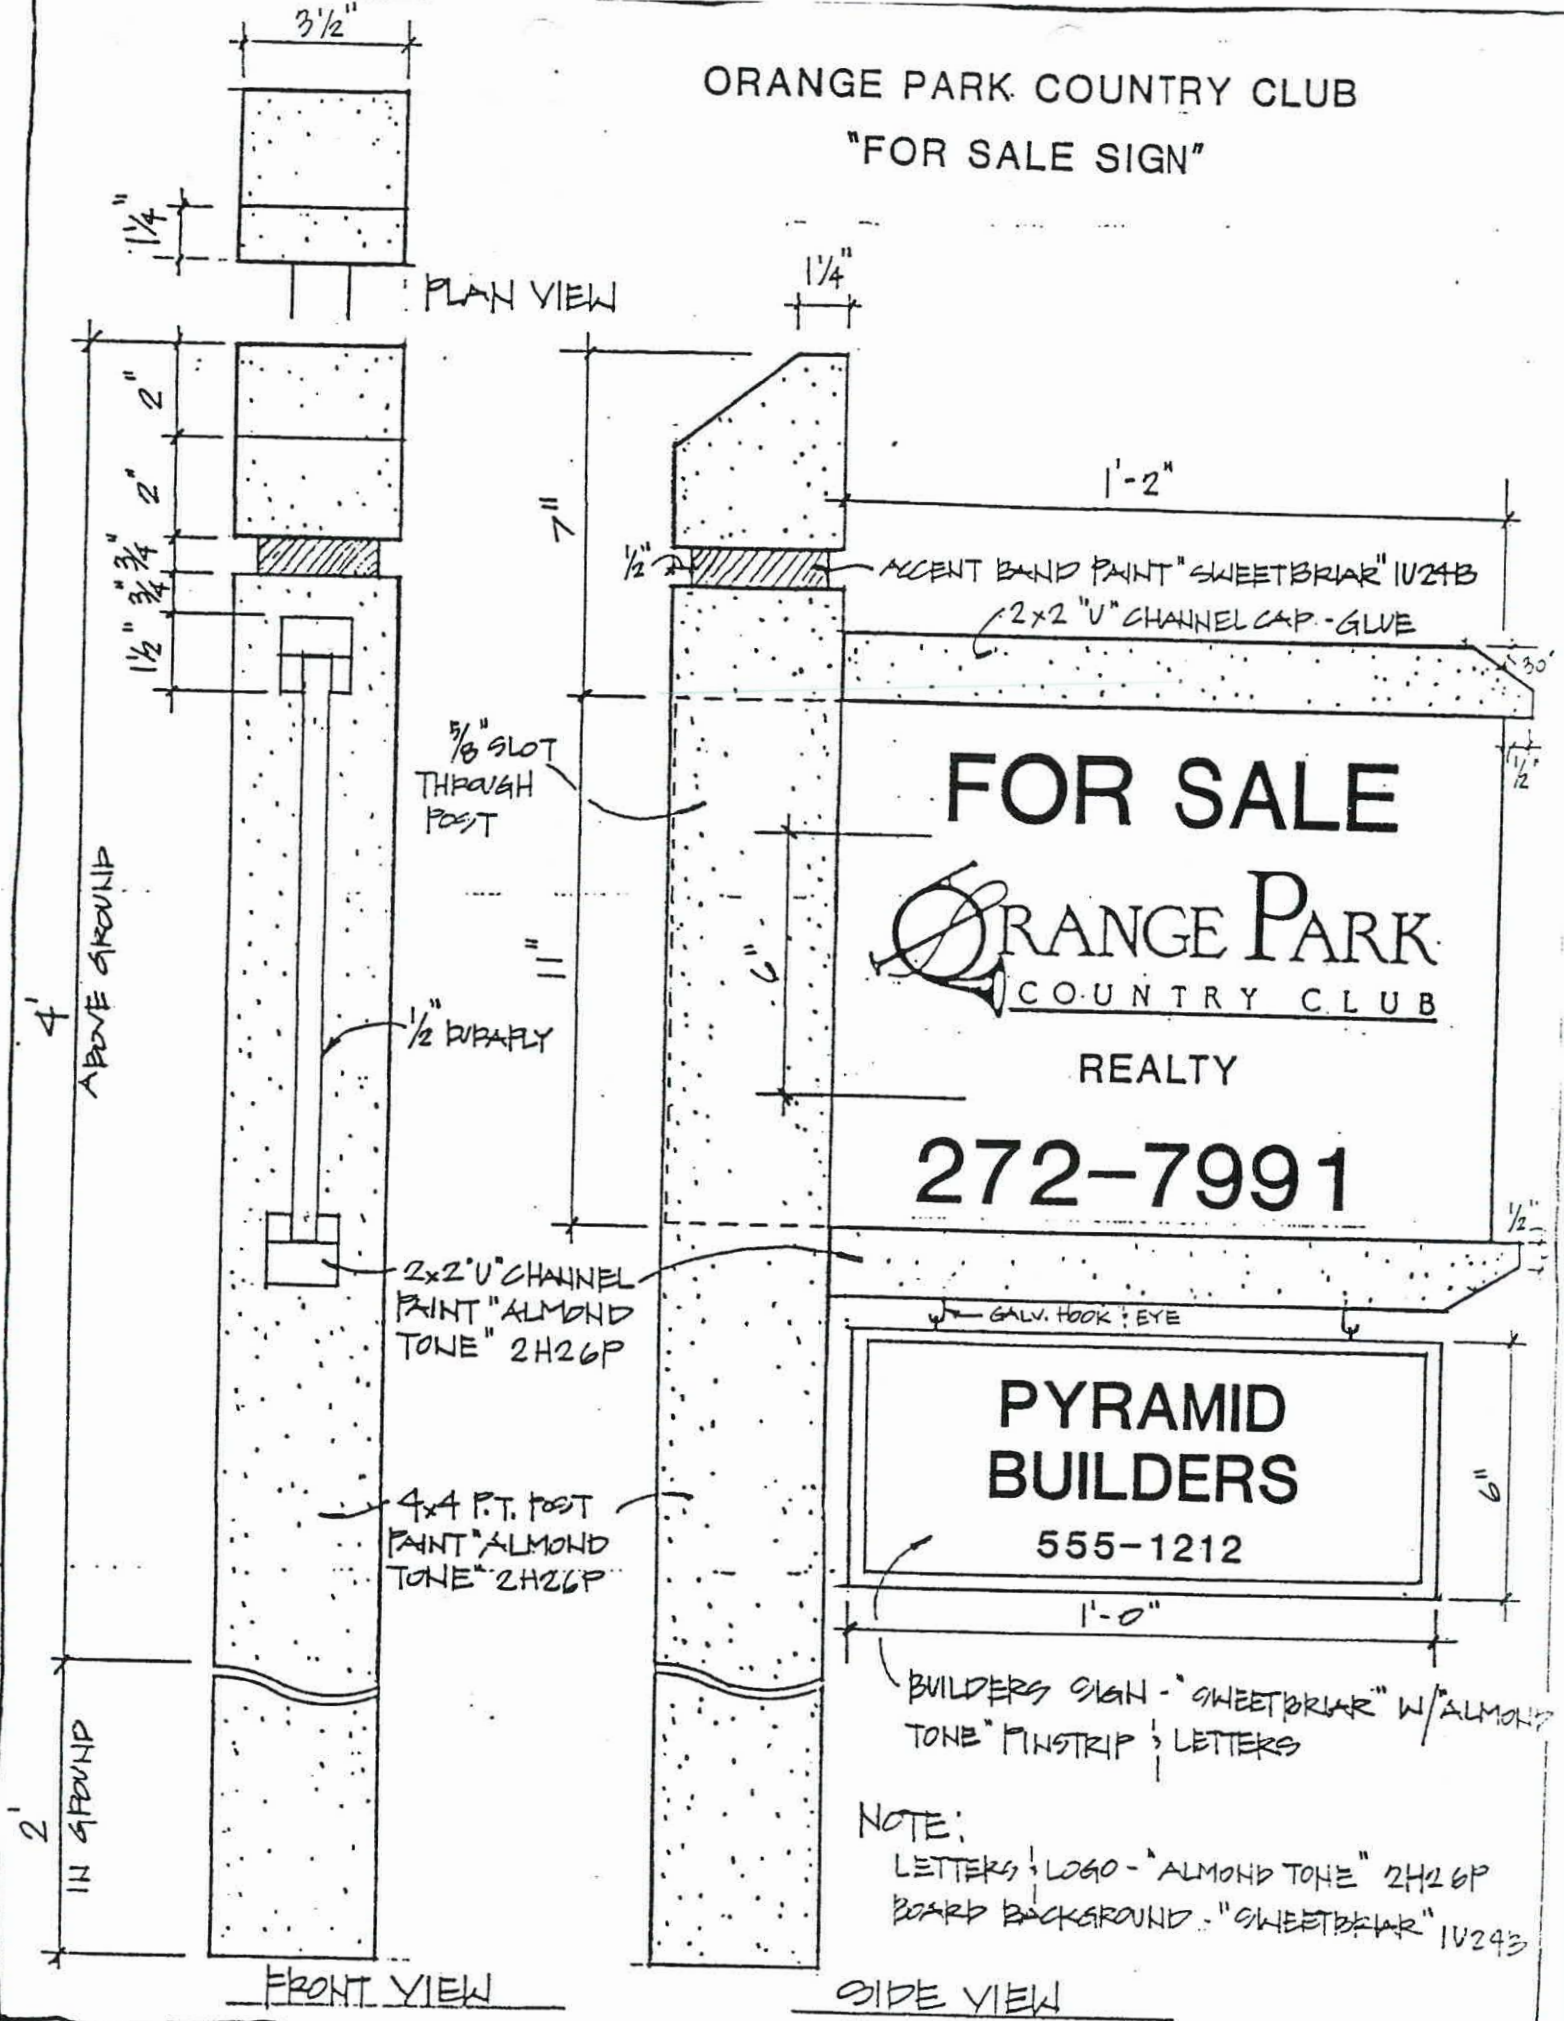 ORANGE PARK COUNTRY CLUB
"FOR SALE SIGN"
3½"
1¼"
PLAN VIEW
1¼"
2"
2"
¾"
¾"
1½"
4'
ABOVE GROUND
2'
IN GROUND
7"
11"
6"
½"
1'-2"
ACCENT BAND PAINT "SWEETBRIAR" 1U24B
2x2 "U" CHANNEL CAP - GLUE
30°
½"
5/8" SLOT
THROUGH
POST
FOR SALE
ORANGE PARK
COUNTRY CLUB
REALTY
272-7991
½" DURAPLY
½"
2x2 "U" CHANNEL
PAINT "ALMOND
TONE" 2H26P
GALV. HOOK & EYE
PYRAMID
BUILDERS
555-1212
6"
1'-0"
4x4 P.T. POST
PAINT "ALMOND
TONE" 2H26P
BUILDERS SIGN - "SWEETBRIAR" W/ "ALMOND
TONE" PINSTRIP & LETTERS
NOTE:
LETTERS & LOGO - "ALMOND TONE" 2H26P
BOARD BACKGROUND - "SWEETBRIAR" 1U24B
FRONT VIEW
SIDE VIEW